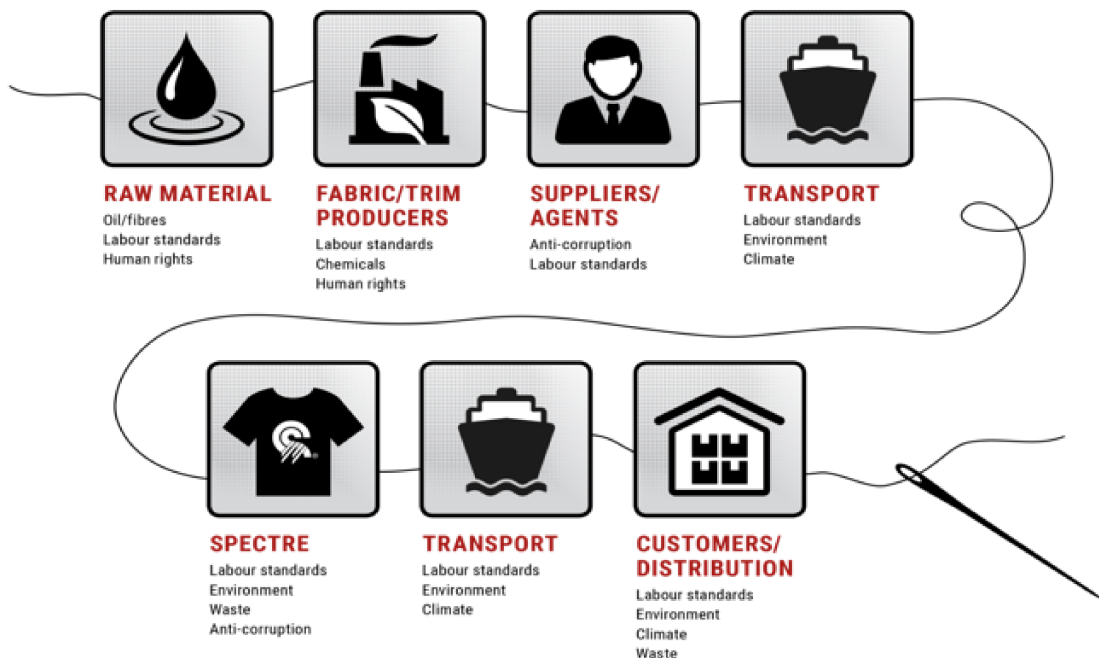 RAW MATERIAL
Oil/fibres
Labour standards
Human rights
FABRIC/TRIM
PRODUCERS
Labour standards
Chemicals
Human rights
SUPPLIERS/
AGENTS
Anti-corruption
Labour standards
TRANSPORT
Labour standards
Environment
Climate
SPECTRE
Labour standards
Environment
Waste
Anti-corruption
TRANSPORT
Labour standards
Environment
Climate
CUSTOMERS/
DISTRIBUTION
Labour standards
Environment
Climate
Waste